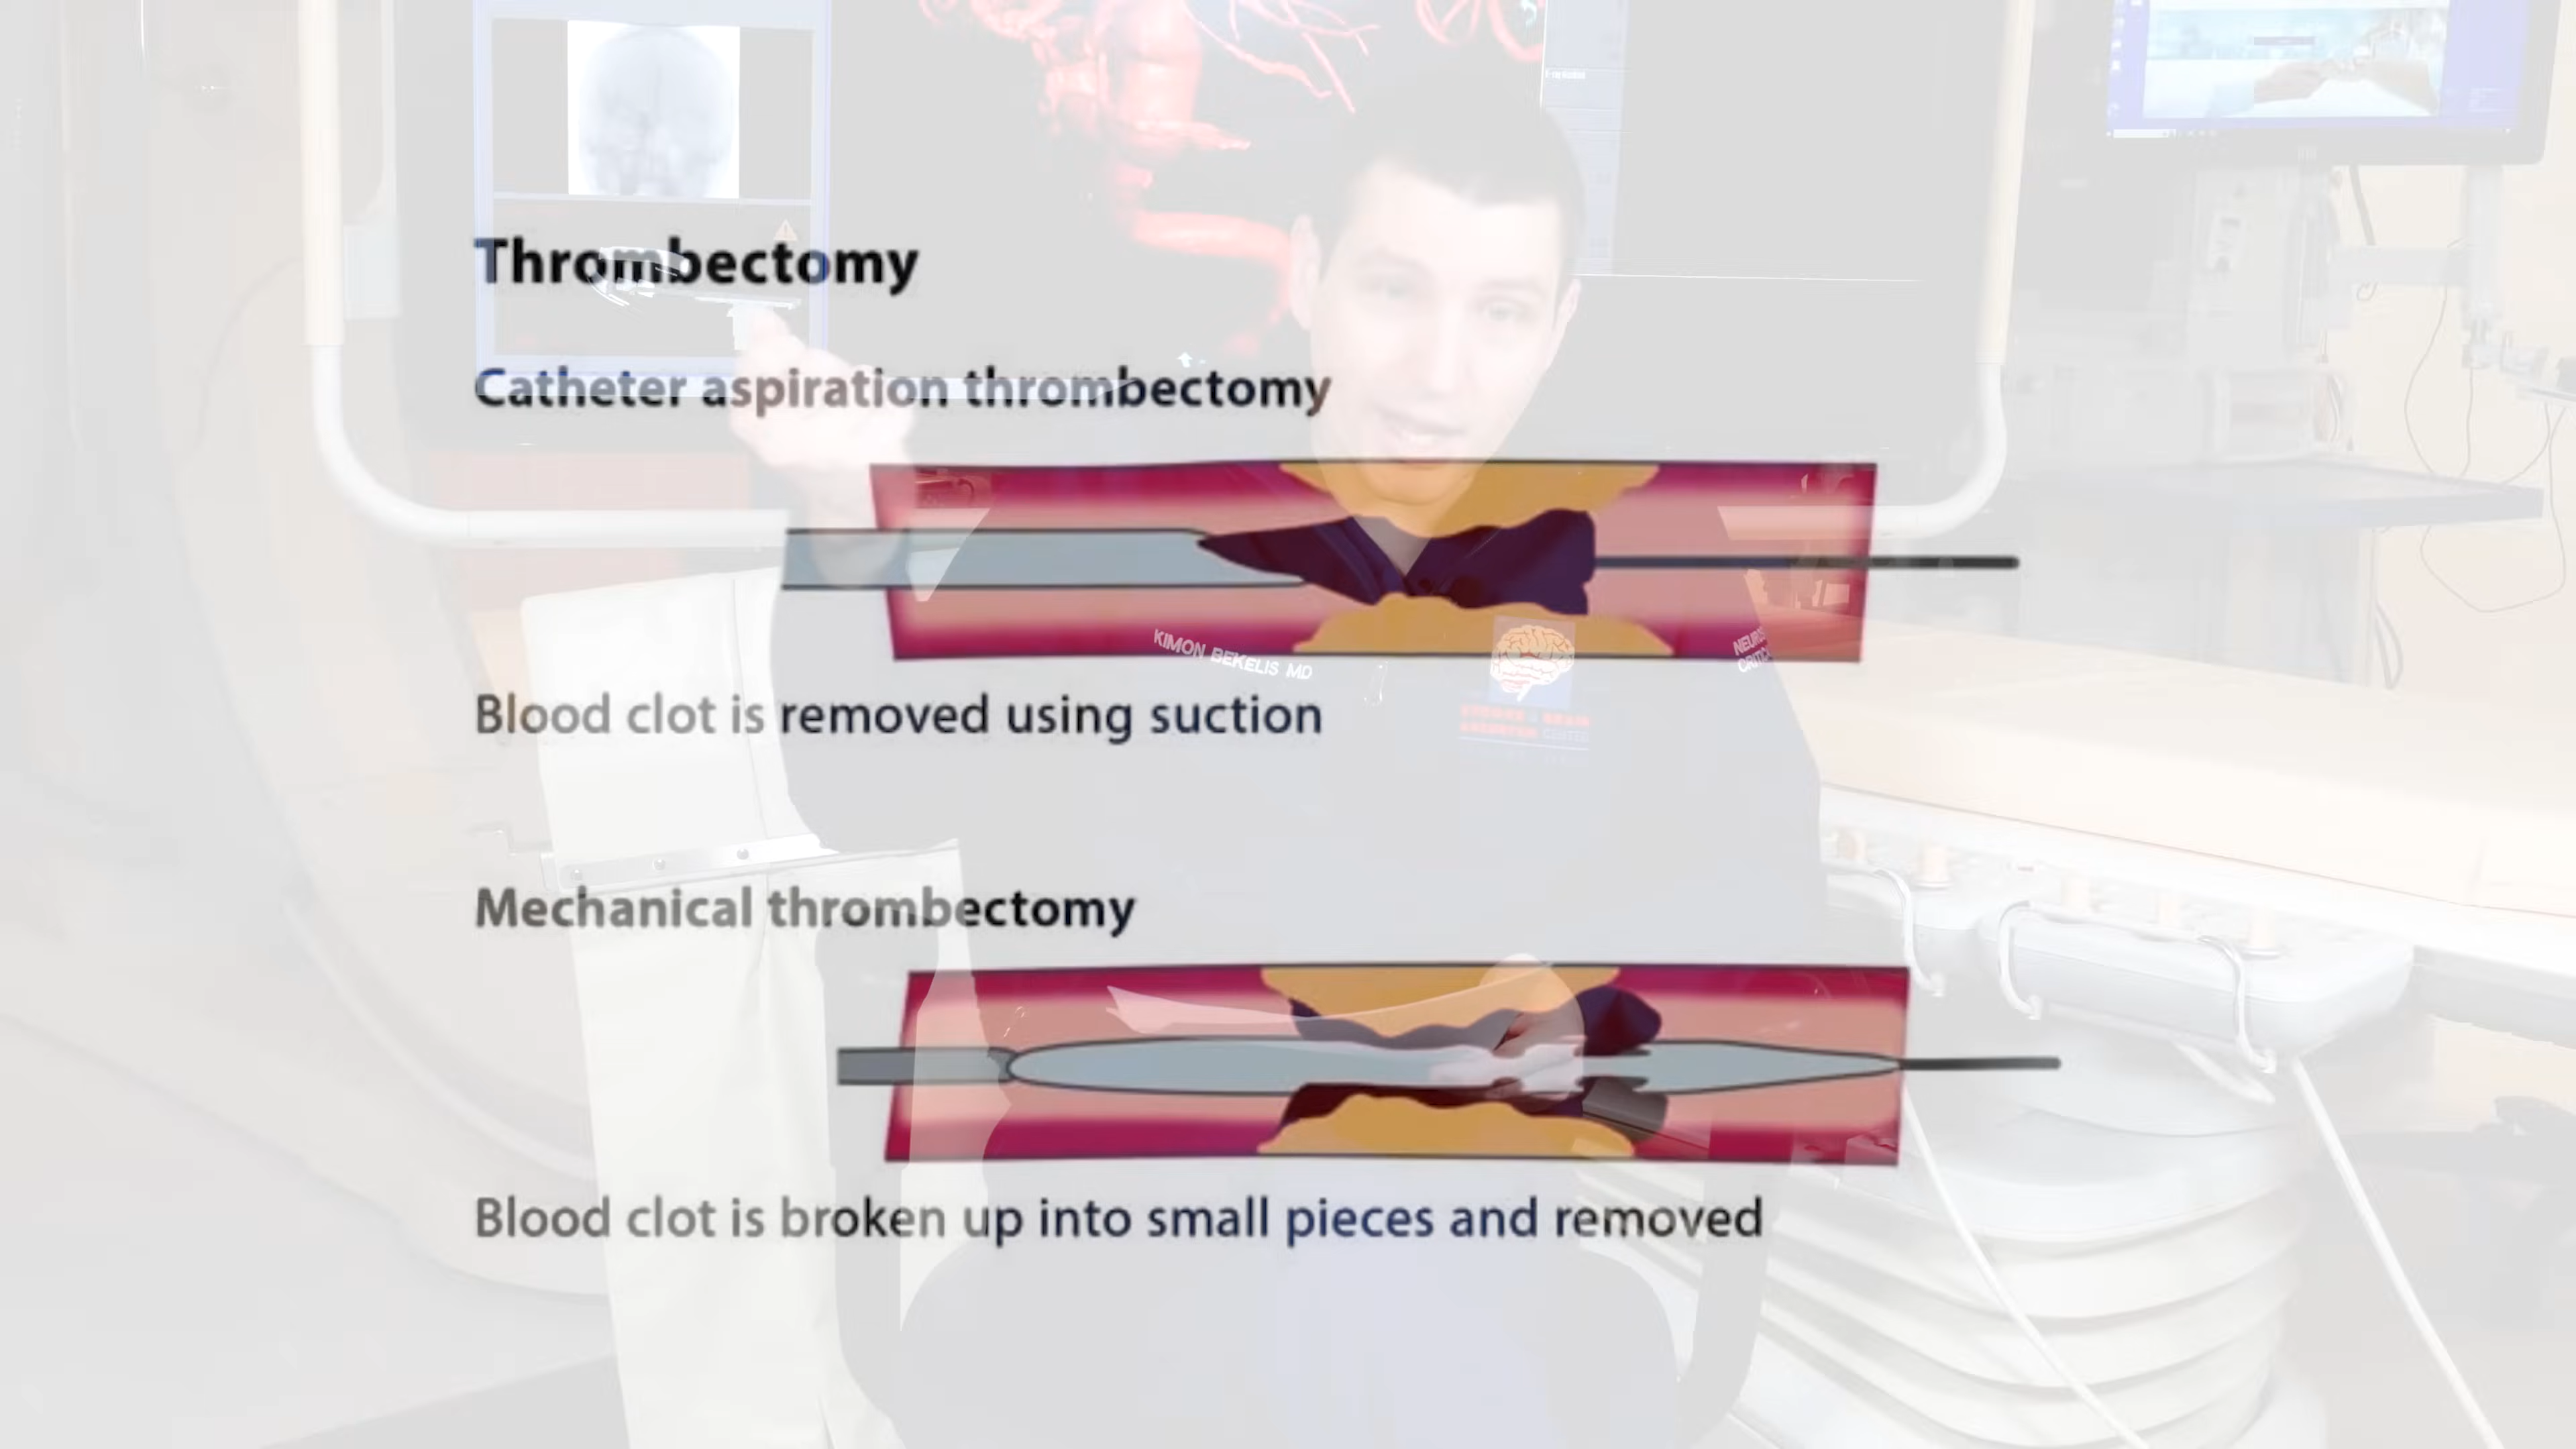 Thrombectomy
Catheter aspiration thrombectomy
KIMON BEKELIS MD
Blood clot is removed using suction
Mechanical thrombectomy
Blood clot is broken up into small pieces and removed